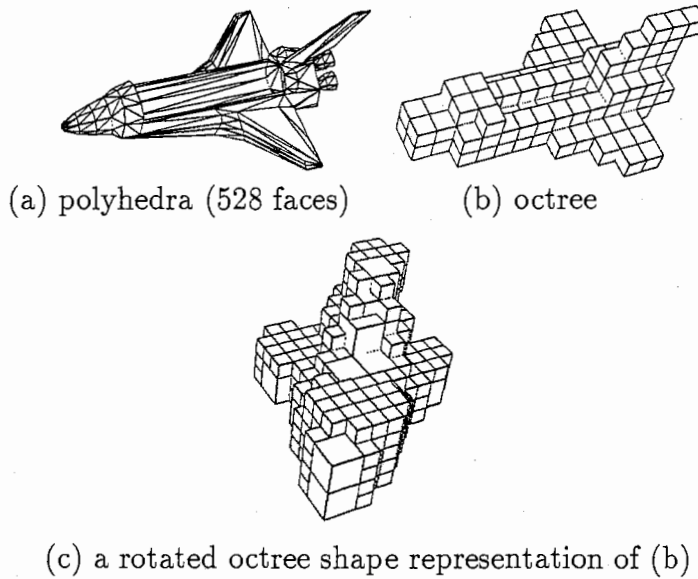 (a) polyhedra (528 faces)
(b) octree
(c) a rotated octree shape representation of (b)